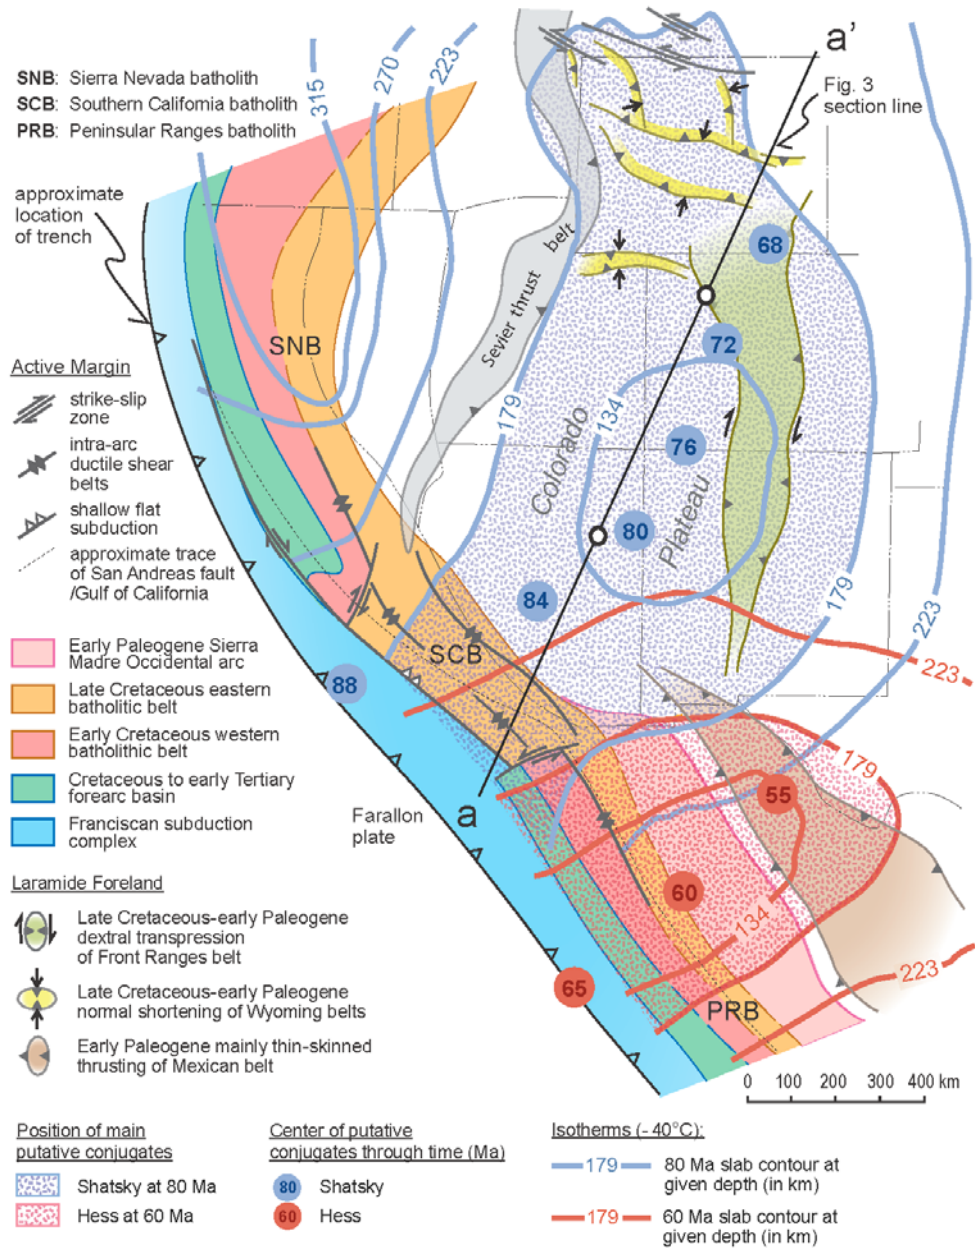 SNB: Sierra Nevada batholith
SCB: Southern California batholith
PRB: Peninsular Ranges batholith
approximate
location
of trench
315
270
223
a'
Fig. 3
section line
223
Sevier thrust belt
SNB
68
72
179
134
Colorado
Plateau
76
80
84
179
223
223
SCB
88
179
55
a
Farallon
plate
60
134
65
223
PRB
Active Margin
strike-slip
zone
intra-arc
ductile shear
belts
shallow flat
subduction
approximate trace
of San Andreas fault
/Gulf of California
Early Paleogene Sierra
Madre Occidental arc
Late Cretaceous eastern
batholitic belt
Early Cretaceous western
batholithic belt
Cretaceous to early Tertiary
forearc basin
Franciscan subduction
complex
Laramide Foreland
Late Cretaceous-early Paleogene
dextral transpression
of Front Ranges belt
Late Cretaceous-early Paleogene
normal shortening of Wyoming belts
Early Paleogene mainly thin-skinned
thrusting of Mexican belt
0 100 200 300 400 km
Position of main
putative conjugates
Shatsky at 80 Ma
Hess at 60 Ma
Center of putative
conjugates through time (Ma)
80 Shatsky
60 Hess
Isotherms (- 40°C):
179 80 Ma slab contour at
given depth (in km)
179 60 Ma slab contour at
given depth (in km)